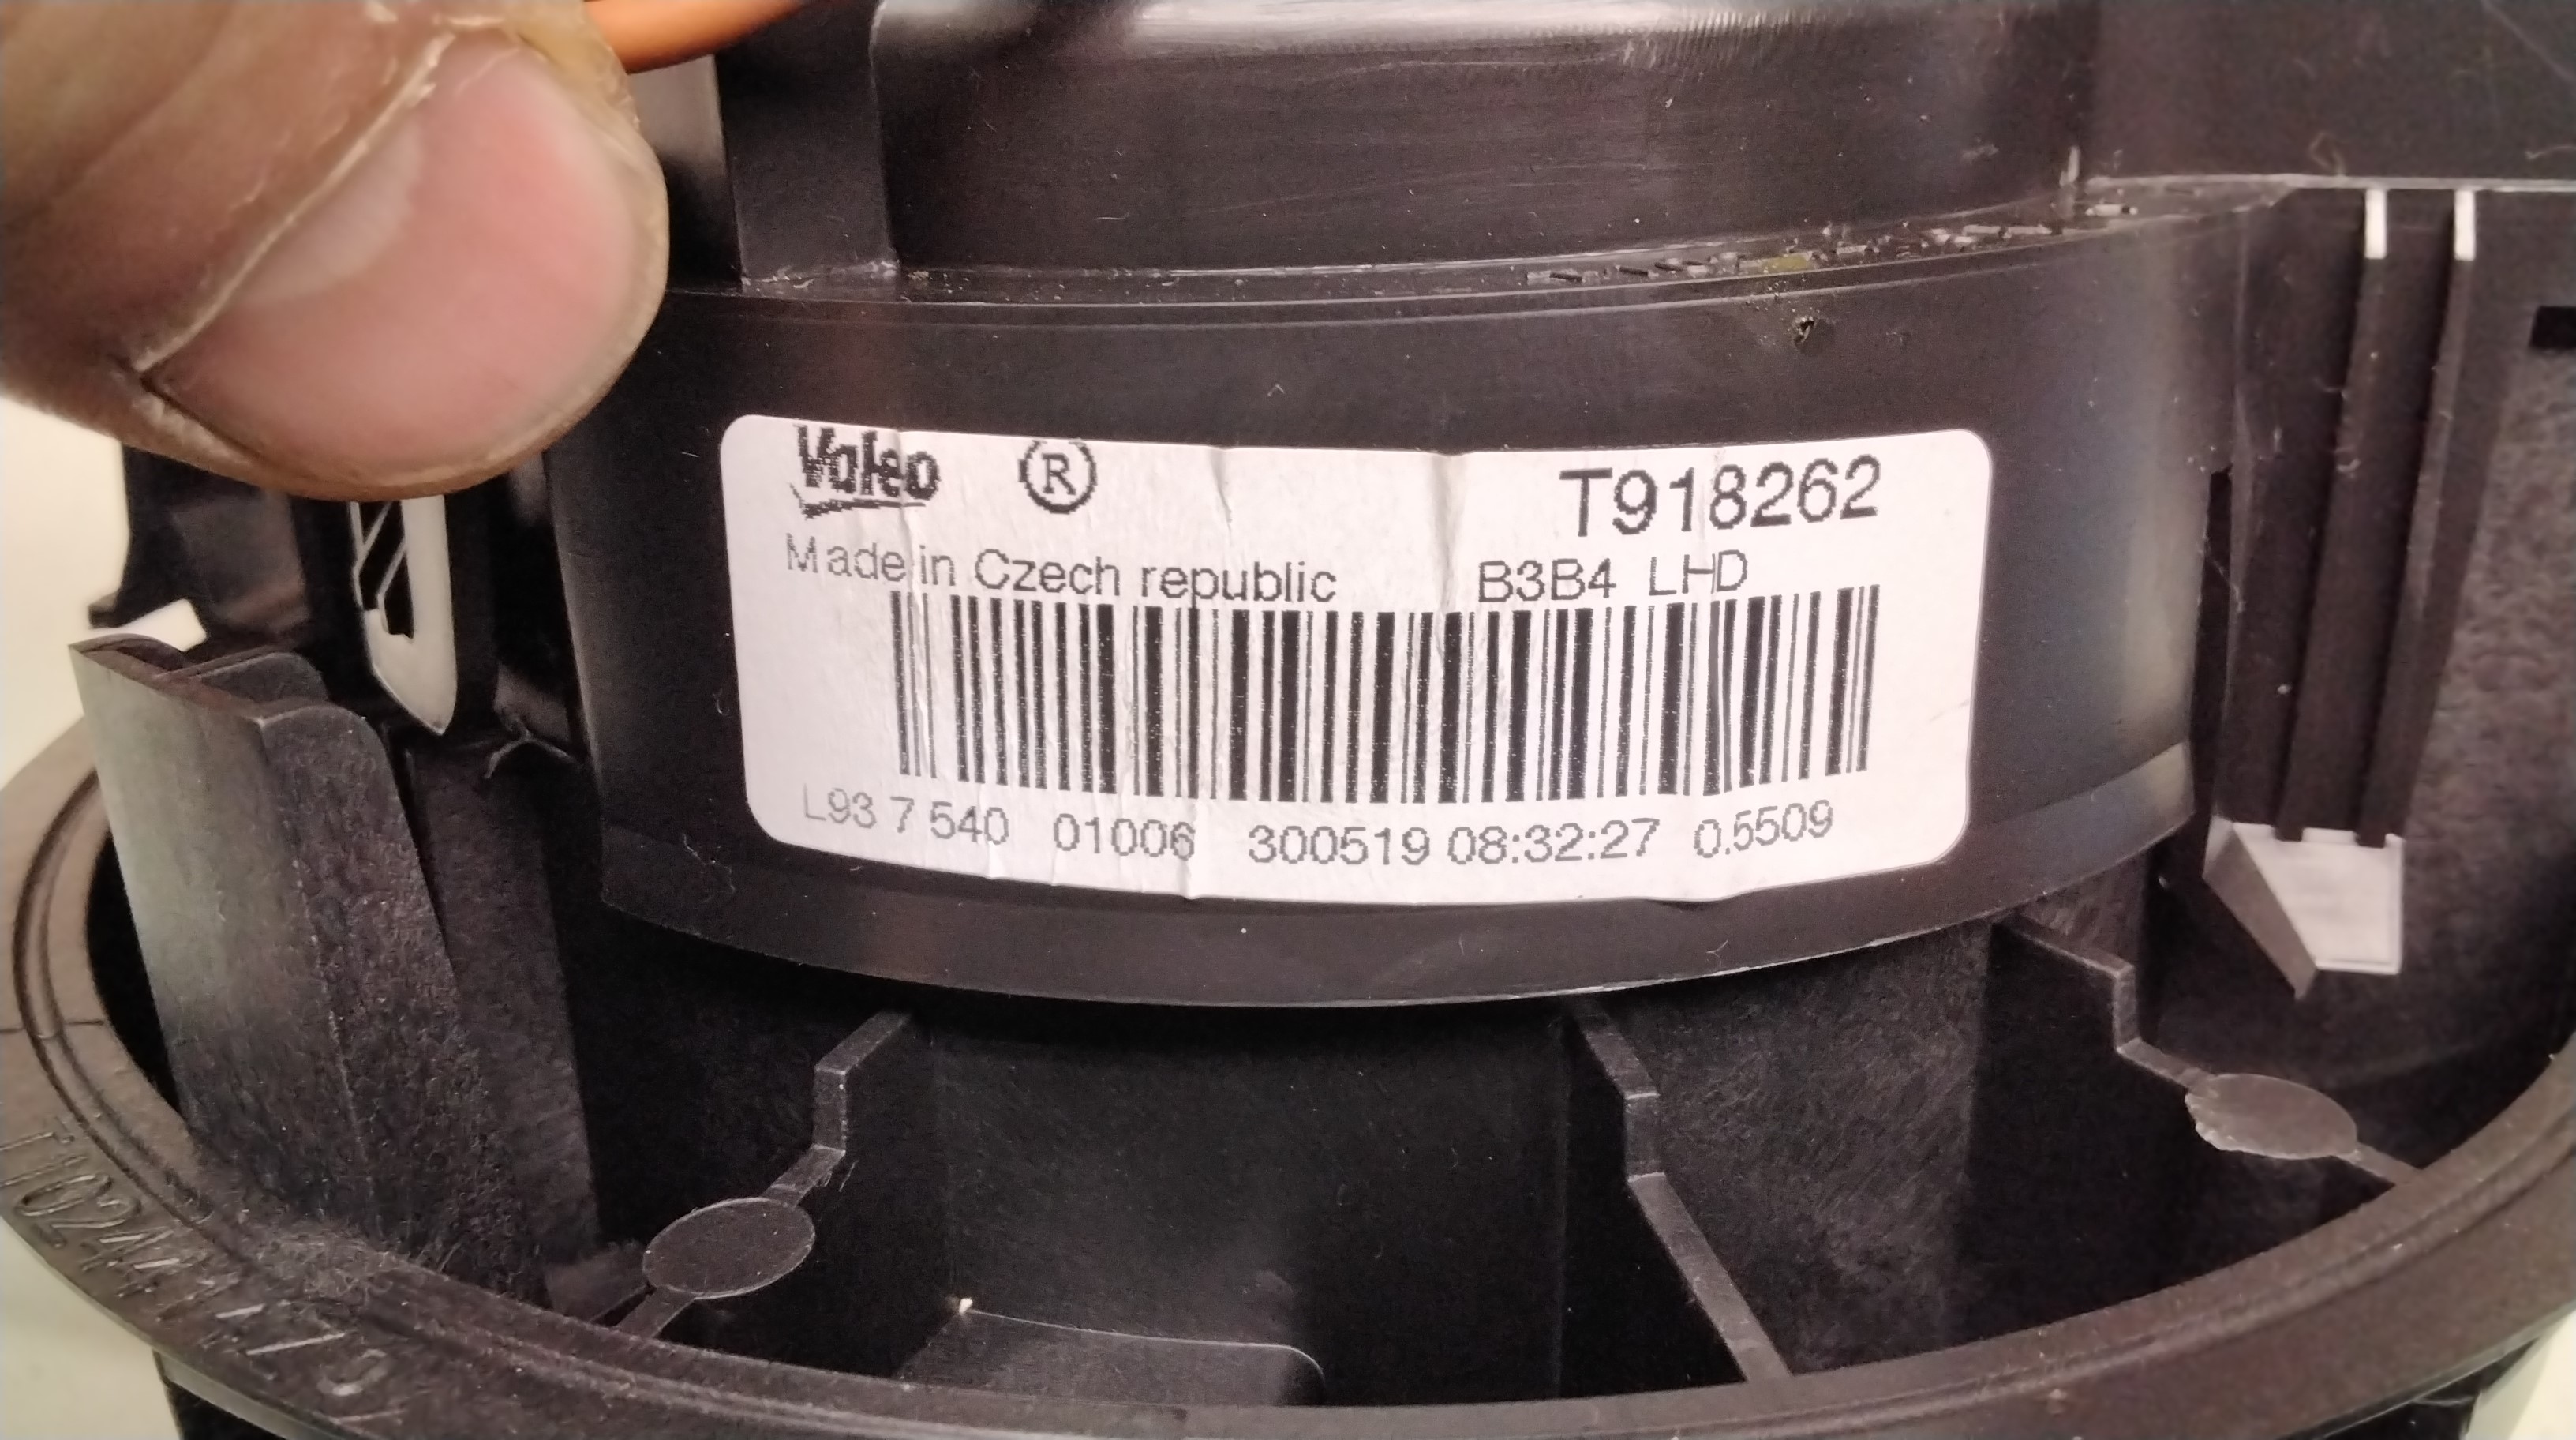 Valeo ® T918262
Made in Czech republic B3B4 LHD
L93 7 540 01006 300519 08:32:27 0.5509